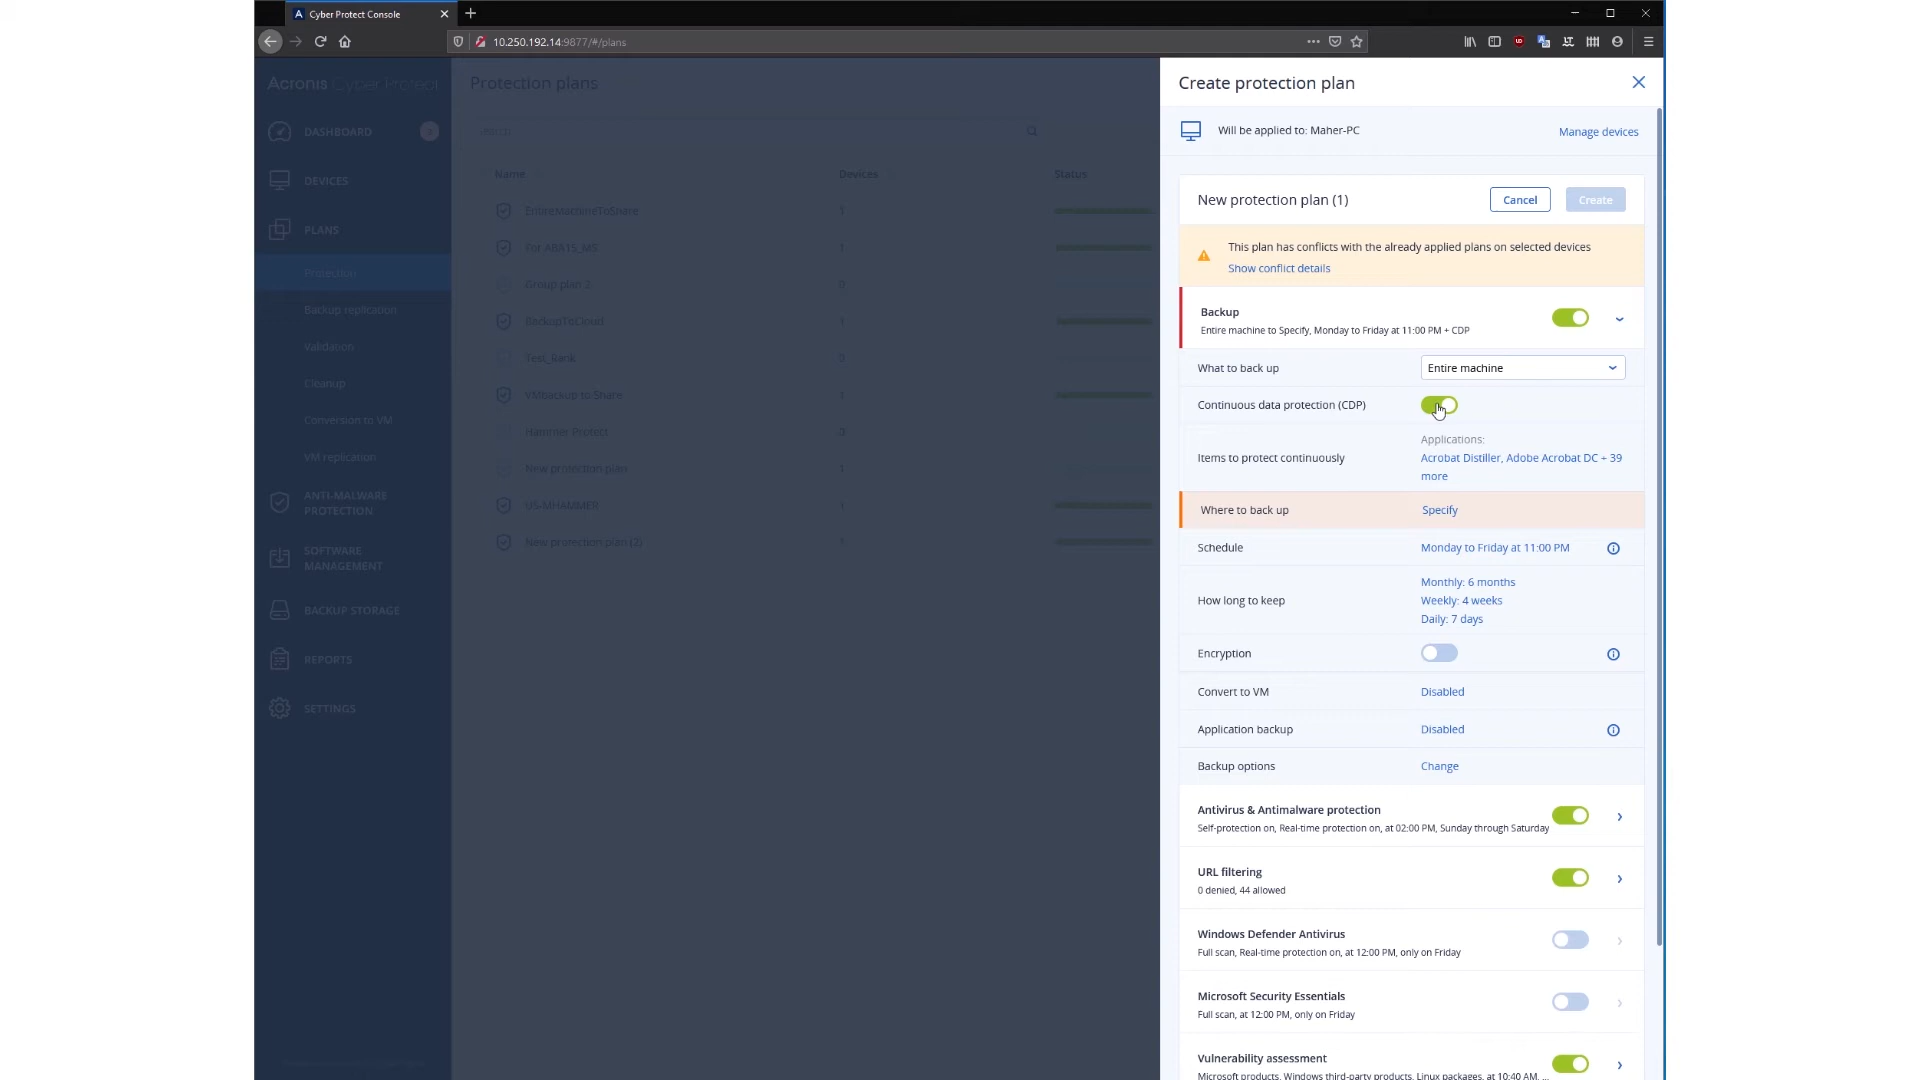 Cyber Protect Console
10.250.192.14:9877/#/plans
Acronis Cyber Protect
Protection plans
Create protection plan
Will be applied to: Maher-PC
Manage devices
DASHBOARD
DEVICES
PLANS
Protection
Backup replication
Validation
Cleanup
Conversion to VM
VM replication
ANTI-MALWARE
PROTECTION
SOFTWARE
MANAGEMENT
BACKUP STORAGE
REPORTS
SETTINGS
Search
Name
Devices
Status
EntireMachineToShare
1
For ABA15_MS
1
Group plan 2
0
BackupToCloud
1
Test_Rank
0
VMbackup to Share
1
Hammer Protect
0
New protection plan
1
US-MHAMMER
1
New protection plan (2)
1
New protection plan (1)
Cancel
Create
This plan has conflicts with the already applied plans on selected devices
Show conflict details
Backup
Entire machine to Specify, Monday to Friday at 11:00 PM + CDP
What to back up
Entire machine
Continuous data protection (CDP)
Items to protect continuously
Applications:
Acrobat Distiller, Adobe Acrobat DC + 39
more
Where to back up
Specify
Schedule
Monday to Friday at 11:00 PM
How long to keep
Monthly: 6 months
Weekly: 4 weeks
Daily: 7 days
Encryption
Convert to VM
Disabled
Application backup
Disabled
Backup options
Change
Antivirus & Antimalware protection
Self-protection on, Real-time protection on, at 02:00 PM, Sunday through Saturday
URL filtering
0 denied, 44 allowed
Windows Defender Antivirus
Full scan, Real-time protection on, at 12:00 PM, only on Friday
Microsoft Security Essentials
Full scan, at 12:00 PM, only on Friday
Vulnerability assessment
Microsoft products, Windows third-party products, Linux packages, at 10:40 AM, ...